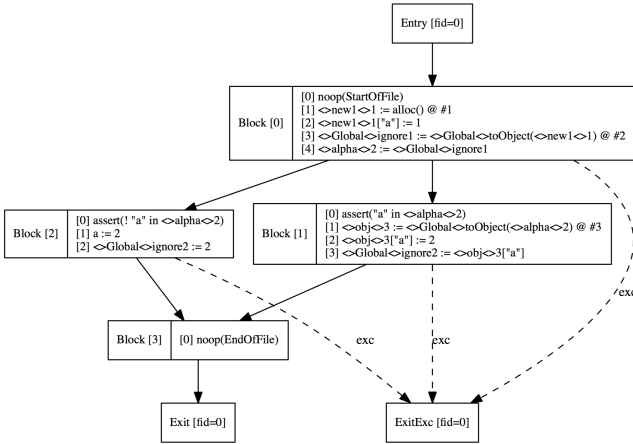 Entry [fid=0]
Block [0]
[0] noop(StartOfFile)
[1] <>new1<>1 := alloc() @ #1
[2] <>new1<>1["a"] := 1
[3] <>Global<>ignore1 := <>Global<>toObject(<>new1<>1) @ #2
[4] <>alpha<>2 := <>Global<>ignore1
Block [2]
[0] assert(! "a" in <>alpha<>2)
[1] a := 2
[2] <>Global<>ignore2 := 2
Block [1]
[0] assert("a" in <>alpha<>2)
[1] <>obj<>3 := <>Global<>toObject(<>alpha<>2) @ #3
[2] <>obj<>3["a"] := 2
[3] <>Global<>ignore2 := <>obj<>3["a"]
exc
Block [3]
[0] noop(EndOfFile)
exc
exc
Exit [fid=0]
ExitExc [fid=0]